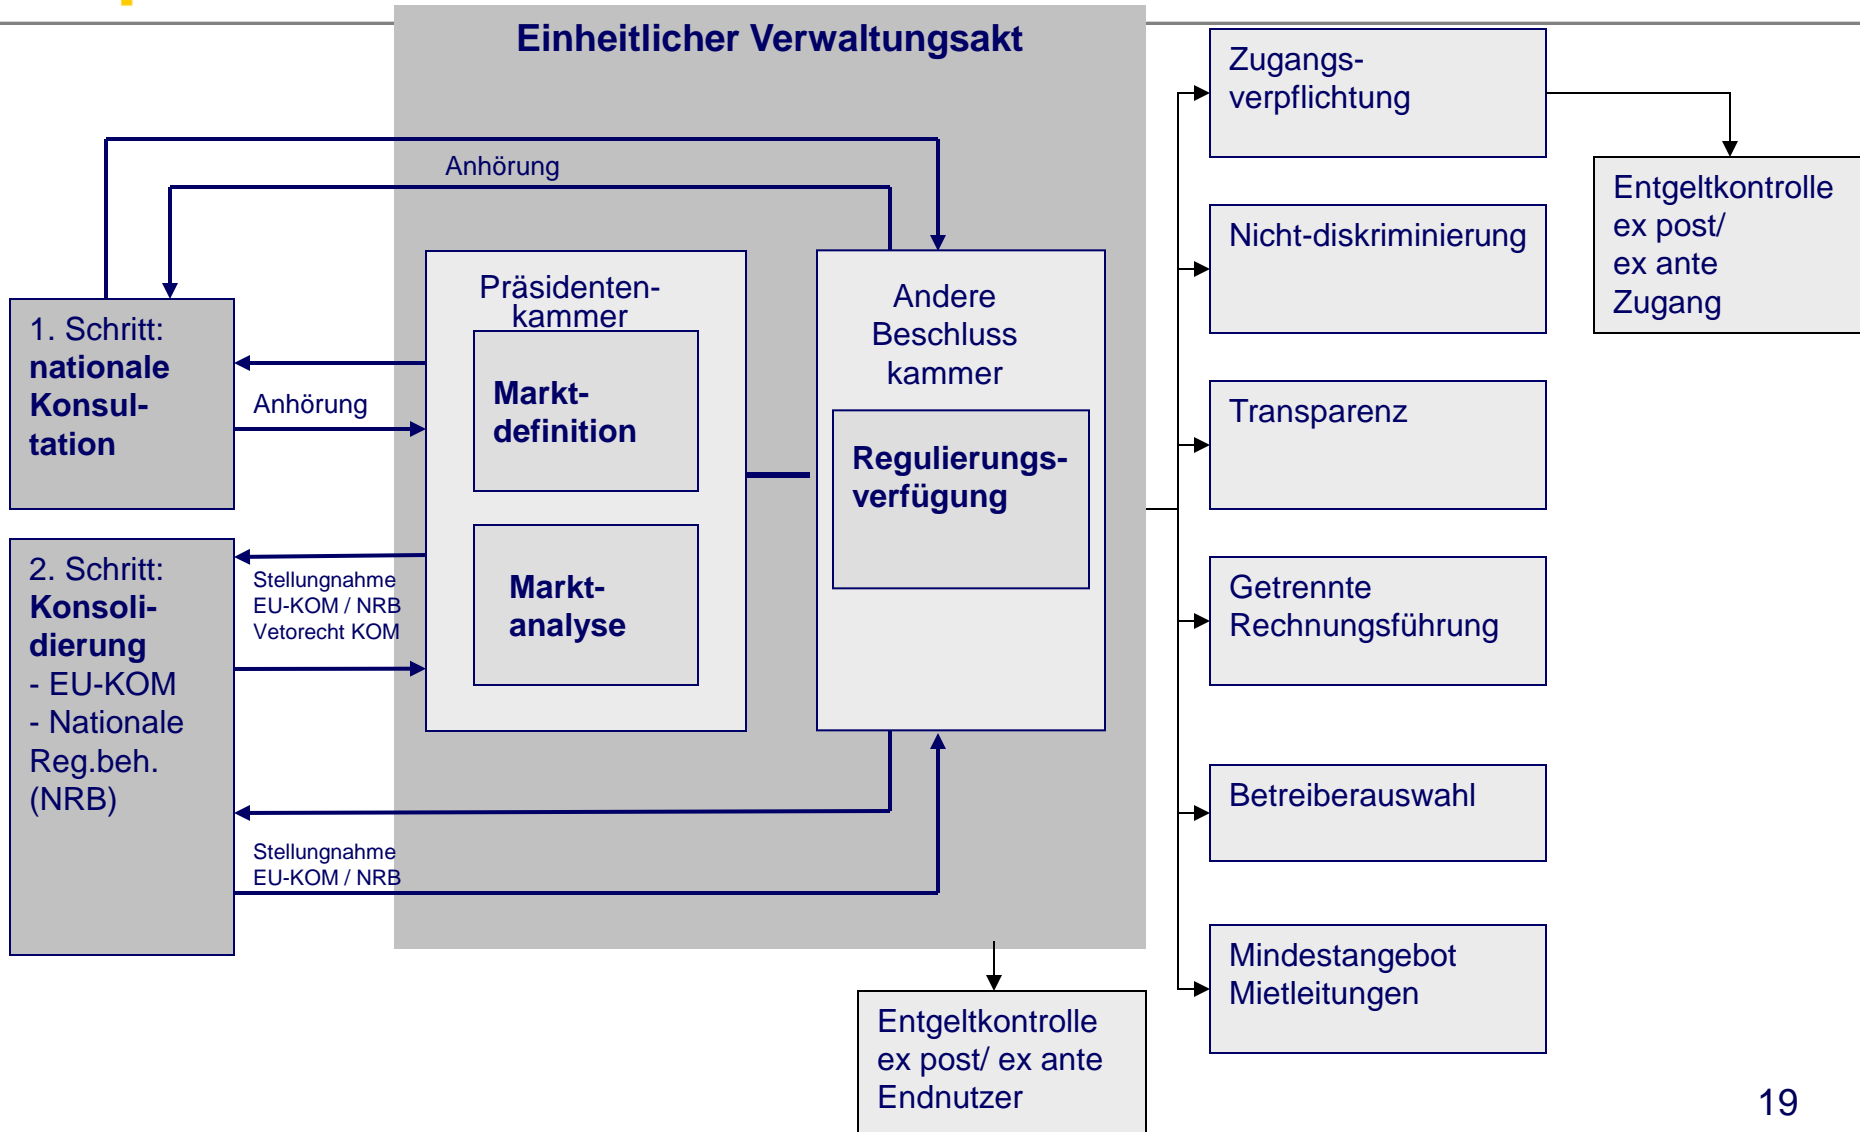 Einheitlicher Verwaltungsakt
Anhörung
1. Schritt:
nationale
Konsul-
tation
Anhörung
2. Schritt:
Konsoli-
dierung
- EU-KOM
- Nationale
Reg.beh.
(NRB)
Stellungnahme
EU-KOM / NRB
Vetorecht KOM
Stellungnahme
EU-KOM / NRB
Präsidenten-
kammer
Markt-
definition
Markt-
analyse
Andere
Beschluss
kammer
Regulierungs-
verfügung
Zugangs-
verpflichtung
Nicht-diskriminierung
Transparenz
Getrennte
Rechnungsführung
Betreiberauswahl
Mindestangebot
Mietleitungen
Entgeltkontrolle
ex post/
ex ante
Zugang
Entgeltkontrolle
ex post/ ex ante
Endnutzer
19